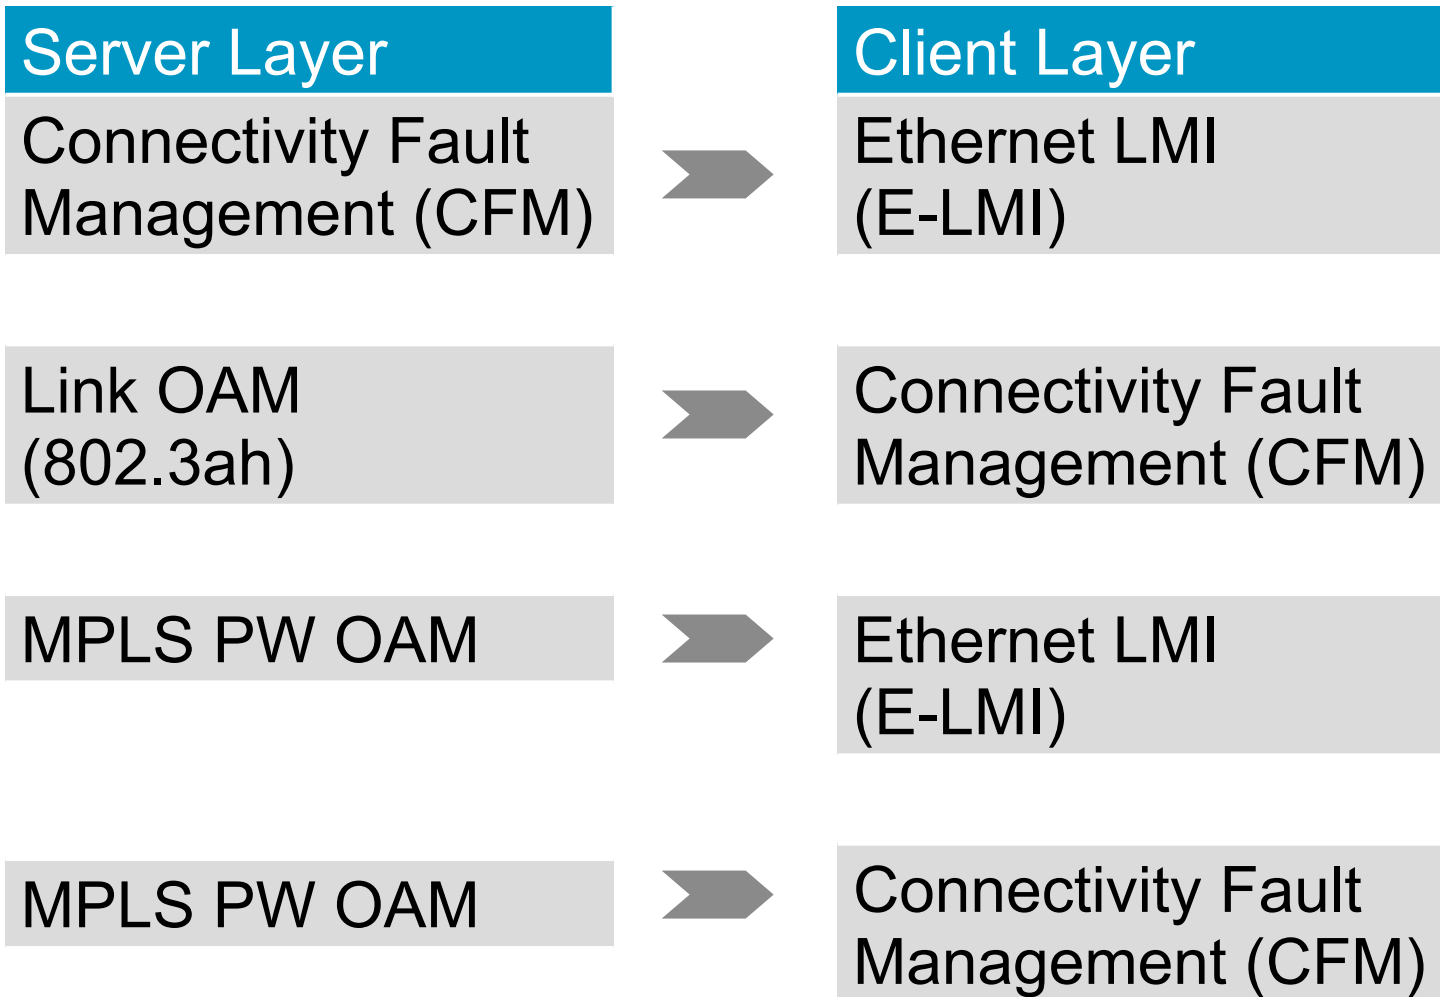 Server Layer
Client Layer
Connectivity Fault
Management (CFM)
Ethernet LMI
(E-LMI)
Link OAM
(802.3ah)
Connectivity Fault
Management (CFM)
MPLS PW OAM
Ethernet LMI
(E-LMI)
MPLS PW OAM
Connectivity Fault
Management (CFM)